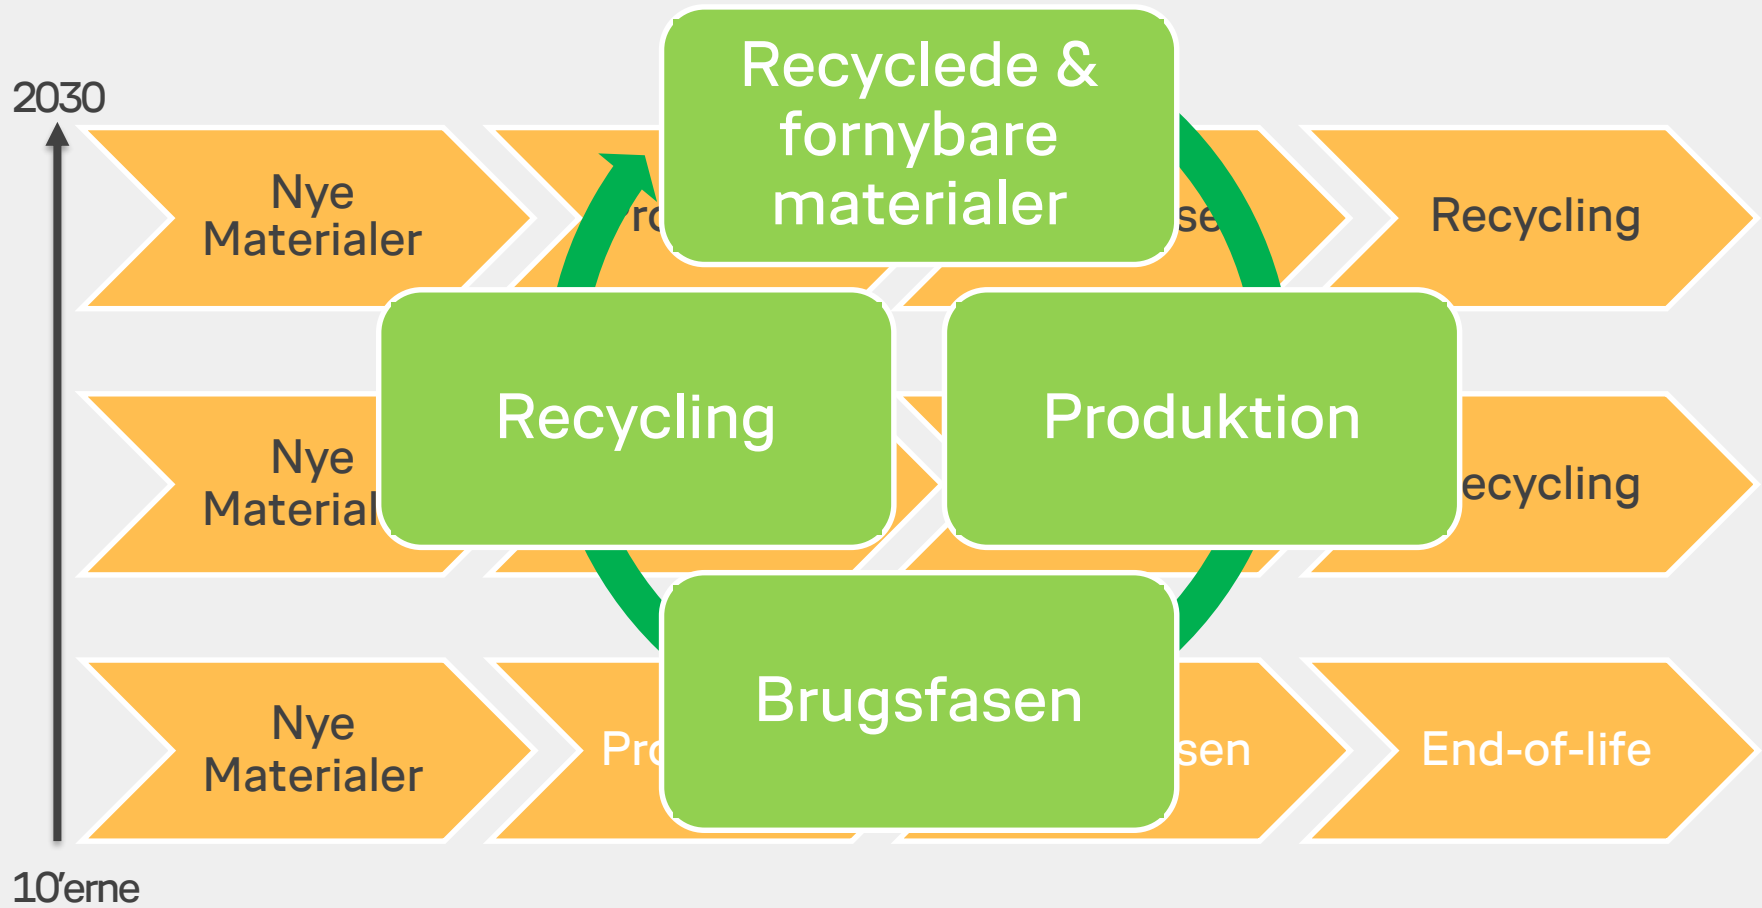 2030
Recyclede &
fornybare
materialer
Nye
Materialer
Recycling
Recycling
Produktion
Nye
Material
ecycling
Brugsfasen
Nye
Materialer
Pro
sen
End-of-life
10'erne